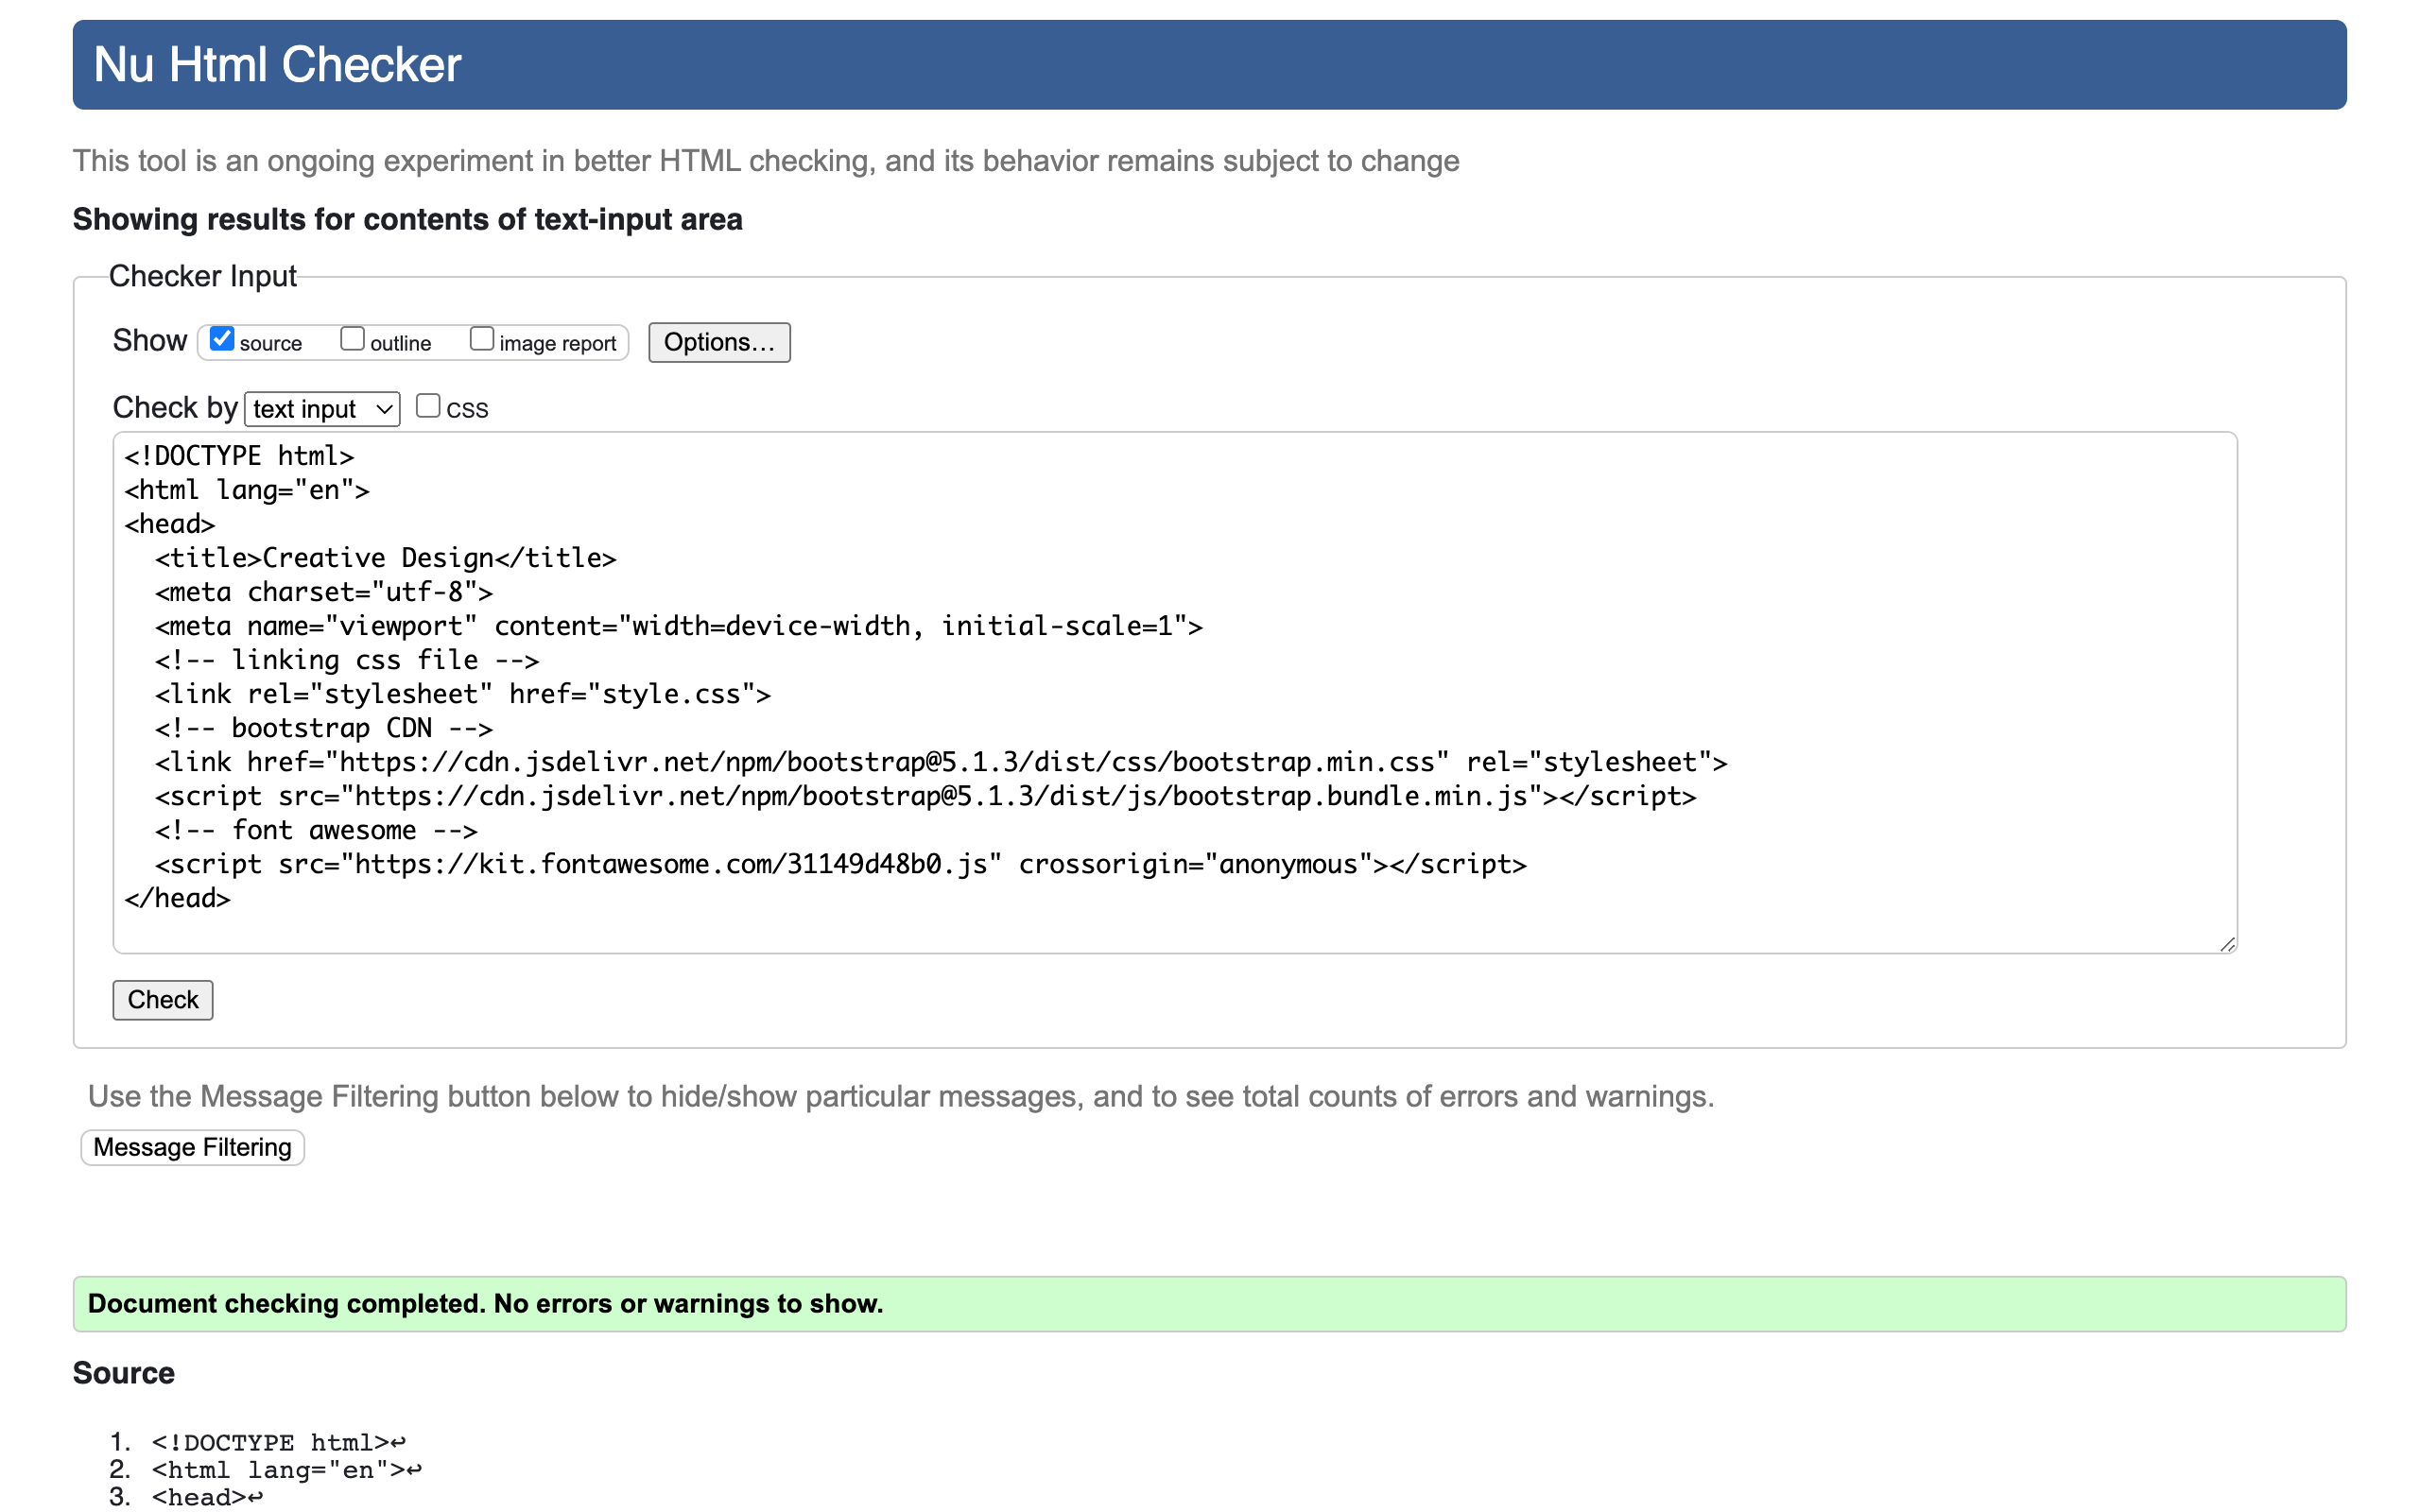 Nu Html Checker
This tool is an ongoing experiment in better HTML checking, and its behavior remains subject to change
Showing results for contents of text-input area
Checker Input
Show source outline image report Options…
Check by text input CSS
<!DOCTYPE html>
<html lang="en">
<head>
  <title>Creative Design</title>
  <meta charset="utf-8">
  <meta name="viewport" content="width=device-width, initial-scale=1">
  <!-- linking css file -->
  <link rel="stylesheet" href="style.css">
  <!-- bootstrap CDN -->
  <link href="https://cdn.jsdelivr.net/npm/bootstrap@5.1.3/dist/css/bootstrap.min.css" rel="stylesheet">
  <script src="https://cdn.jsdelivr.net/npm/bootstrap@5.1.3/dist/js/bootstrap.bundle.min.js"></script>
  <!-- font awesome -->
  <script src="https://kit.fontawesome.com/31149d48b0.js" crossorigin="anonymous"></script>
</head>
Check
Use the Message Filtering button below to hide/show particular messages, and to see total counts of errors and warnings.
Message Filtering
Document checking completed. No errors or warnings to show.
Source
1. <!DOCTYPE html>↩
2. <html lang="en">↩
3. <head>↩